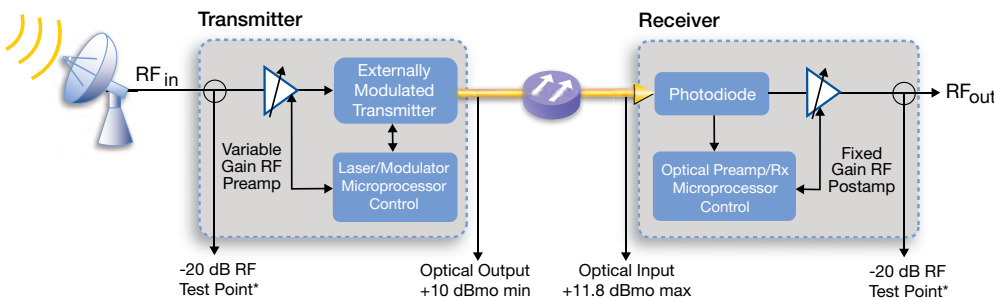 Transmitter
Receiver
RFin
Externally
Modulated
Transmitter
Variable
Gain RF
Preamp
Laser/Modulator
Microprocessor
Control
Photodiode
RFout
Optical Preamp/Rx
Microprocessor
Control
Fixed
Gain RF
Postamp
-20 dB RF
Test Point*
Optical Output
+10 dBmo min
Optical Input
+11.8 dBmo max
-20 dB RF
Test Point*